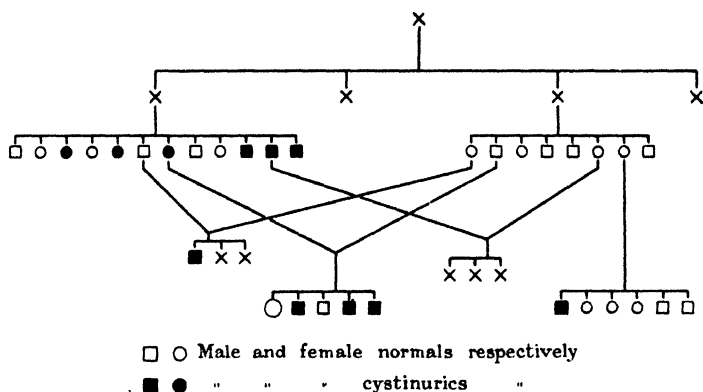 Male and female normals respectively
" " " cystinurics "